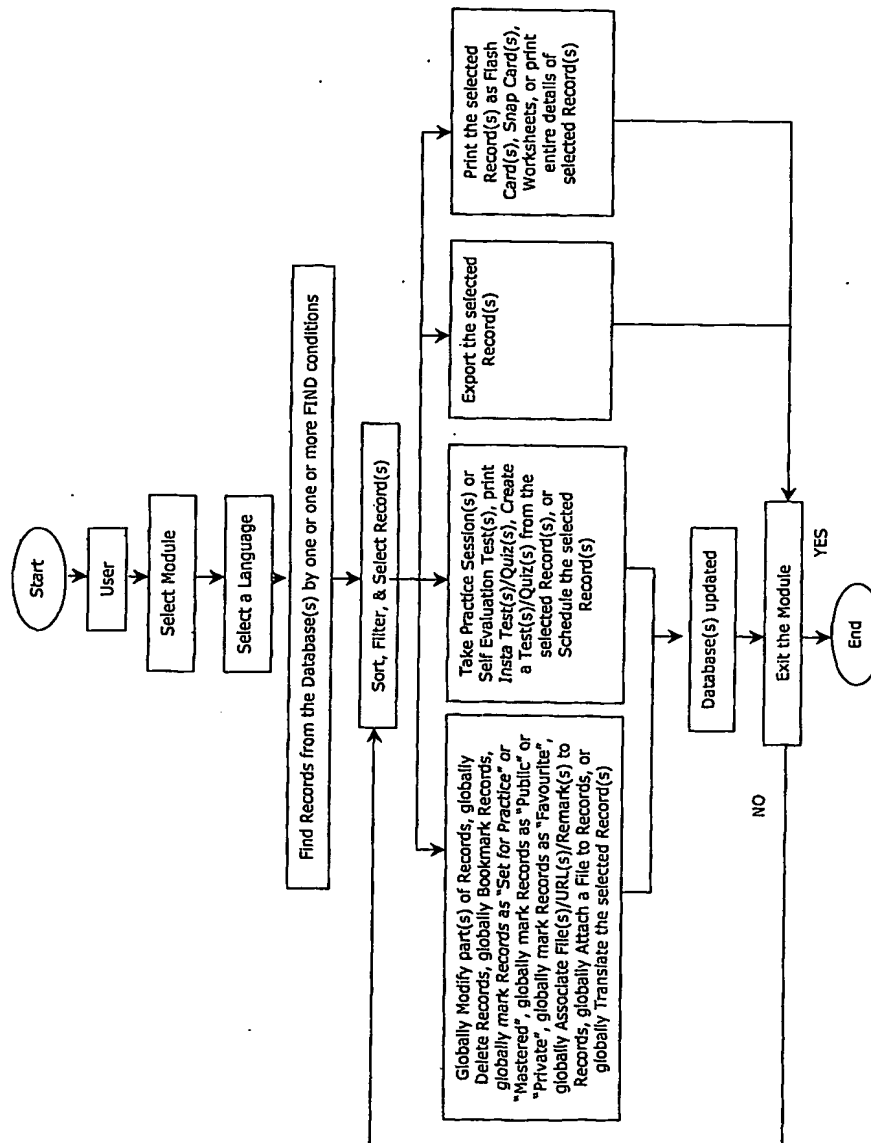 Start
User
Select Module
Select a Language
Find Records from the Database(s) by one or one or more FIND conditions
Sort, Filter, & Select Record(s)
Globally Modify part(s) of Records, globally
Delete Records, globally Bookmark Records,
globally mark Records as "Set for Practice" or
"Mastered", globally mark Records as "Public" or
"Private", globally mark Records as "Favourite",
globally Associate File(s)/URL(s)/Remark(s) to
Records, globally Attach a File to Records, or
globally Translate the selected Record(s)
Take Practice Session(s) or
Self Evaluation Test(s), print
Insta Test(s)/Quiz(s), Create
a Test(s)/Quiz(s) from the
selected Record(s), or
Schedule the selected
Record(s)
Export the selected
Record(s)
Print the selected
Record(s) as Flash
Card(s), Snap Card(s),
Worksheets, or print
entire details of
selected Record(s)
Database(s) updated
NO
Exit the Module
YES
End